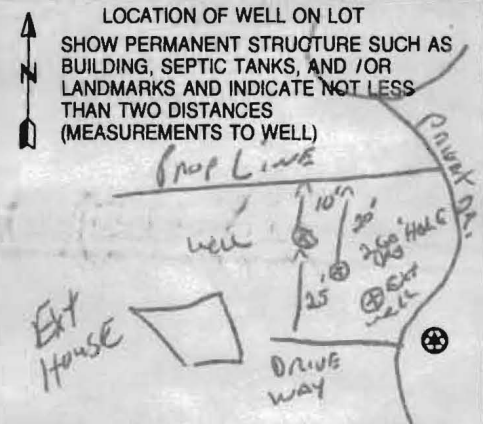 LOCATION OF WELL ON LOT
SHOW PERMANENT STRUCTURE SUCH AS
BUILDING, SEPTIC TANKS, AND /OR
LANDMARKS AND INDICATE NOT LESS
THAN TWO DISTANCES
(MEASUREMENTS TO WELL)
N
PROP LINE
PRIVATE DR.
10'
20'
well
260' HOLE
DRY
25'
EXT
well
EXT
HOUSE
DRIVE
WAY